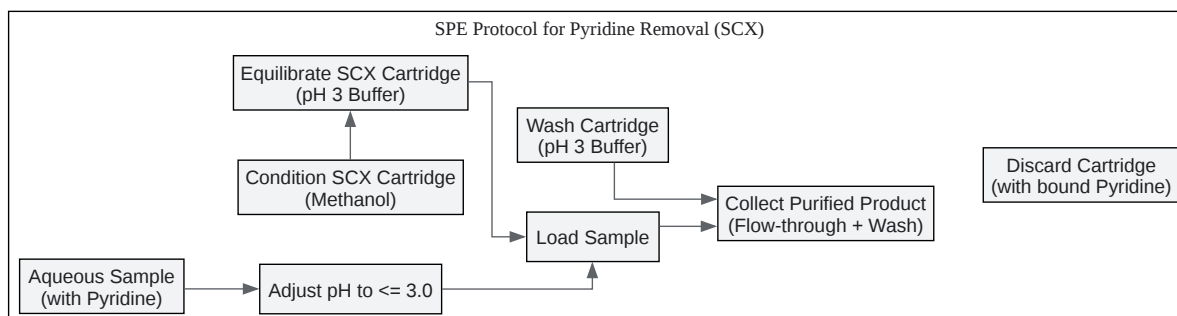 SPE Protocol for Pyridine Removal (SCX)
Equilibrate SCX Cartridge
(pH 3 Buffer)
Wash Cartridge
(pH 3 Buffer)
Condition SCX Cartridge
(Methanol)
Discard Cartridge
(with bound Pyridine)
Collect Purified Product
(Flow-through + Wash)
Load Sample
Aqueous Sample
(with Pyridine)
Adjust pH to <= 3.0